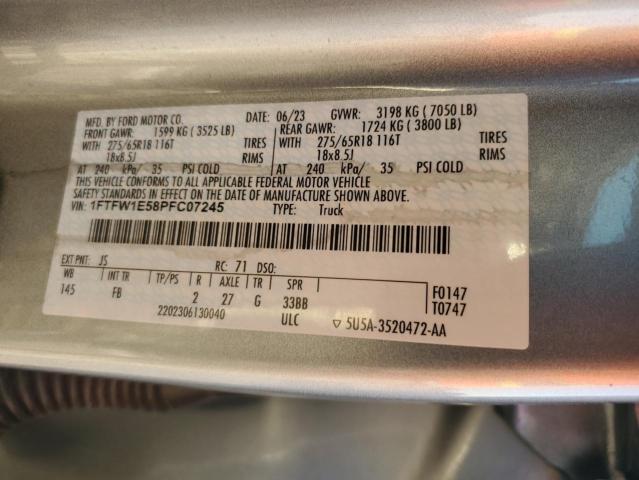 MFD. BY FORD MOTOR CO. DATE: 06/23 GVWR: 3198 KG ( 7050 LB)
FRONT GAWR: 1599 KG ( 3525 LB) REAR GAWR: 1724 KG ( 3800 LB)
WITH 275/65R18 116T TIRES WITH 275/65R18 116T TIRES
18x8.5J RIMS 18x8.5J RIMS
AT 240 kPa/ 35 PSI COLD AT 240 kPa/ 35 PSI COLD
THIS VEHICLE CONFORMS TO ALL APPLICABLE FEDERAL MOTOR VEHICLE
SAFETY STANDARDS IN EFFECT ON THE DATE OF MANUFACTURE SHOWN ABOVE.
VIN: 1FTFW1E58PFC07245 TYPE: Truck
EXT PNT: JS RC: 71 DSO:
WB INT TR TP/PS R AXLE TR SPR F0147
145 FB 2 27 G 33BB T0747
2202306130040 ULC ▽ 5U5A-3520472-AA